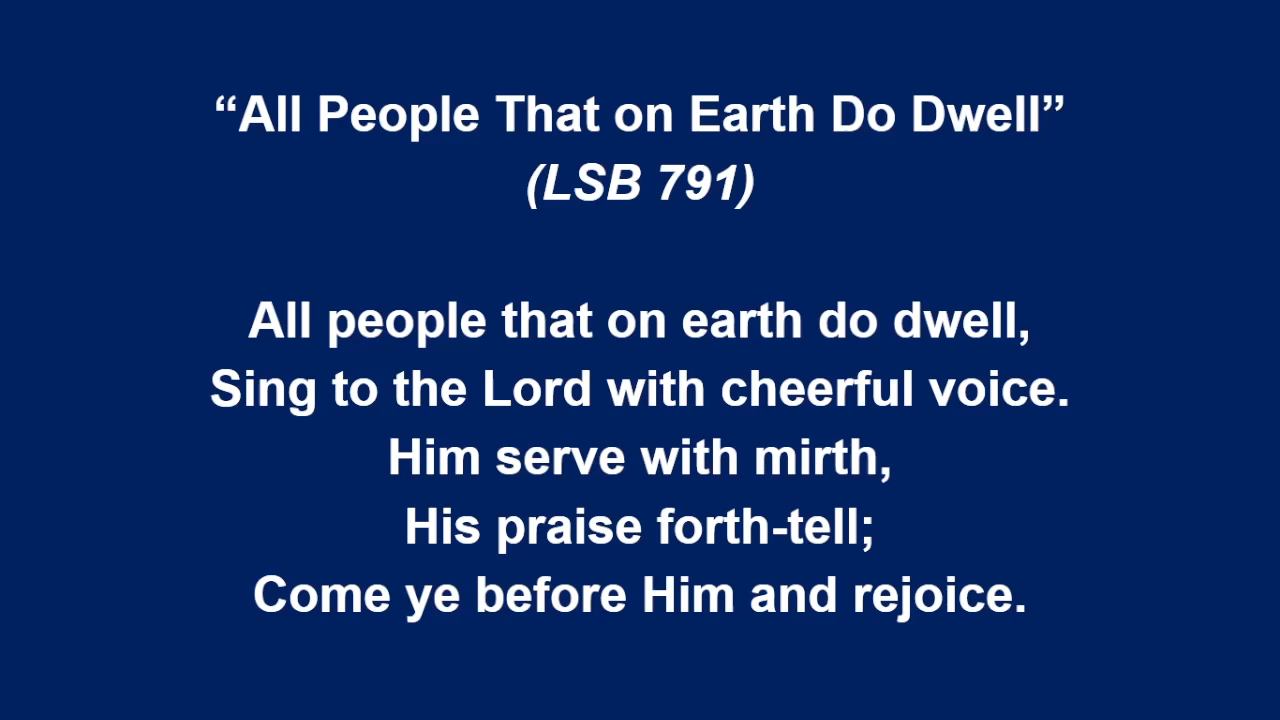 “All People That on Earth Do Dwell”
(LSB 791)
All people that on earth do dwell,
Sing to the Lord with cheerful voice.
Him serve with mirth,
His praise forth-tell;
Come ye before Him and rejoice.